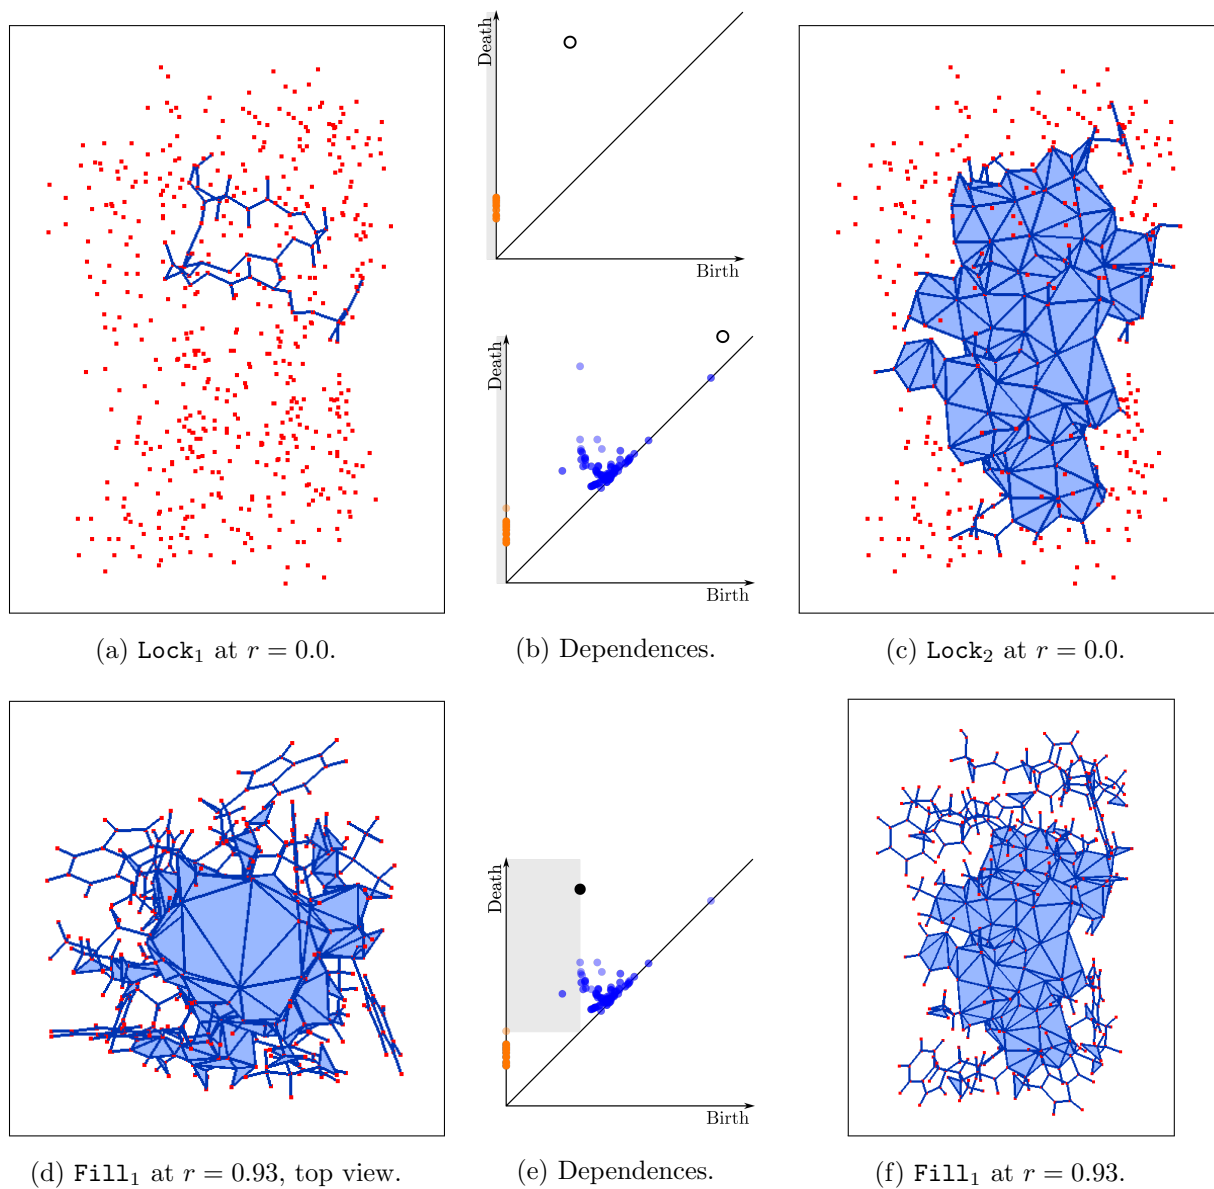 Death
Birth
Death
Birth
(a) Lock₁ at r = 0.0.
(b) Dependences.
(c) Lock₂ at r = 0.0.
Death
Birth
(d) Fill₁ at r = 0.93, top view.
(e) Dependences.
(f) Fill₁ at r = 0.93.